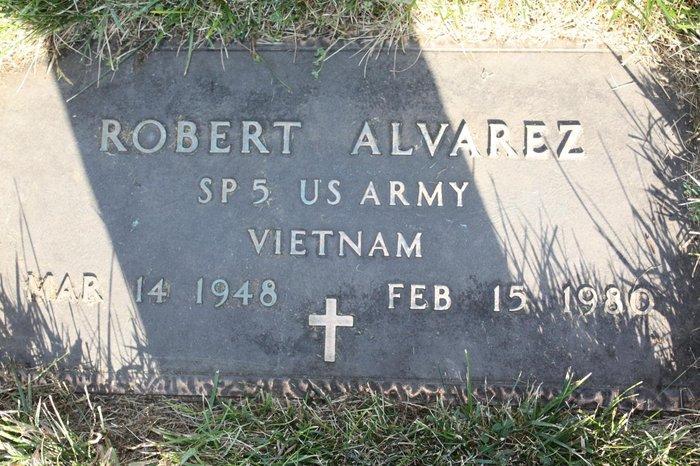 ROBERT ALVAREZ
SP 5 US ARMY
VIETNAM
MAR 14 1948 FEB 15 1980